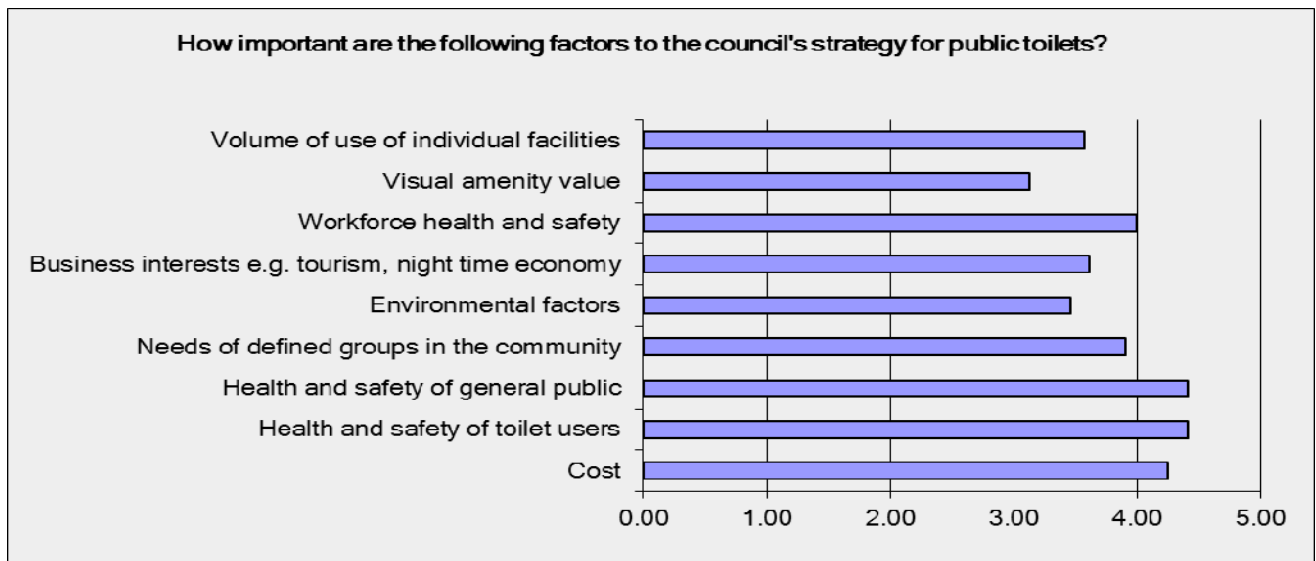 How important are the following factors to the council's strategy for public toilets?
Volume of use of individual facilities
Visual amenity value
Workforce health and safety
Business interests e.g. tourism, night time economy
Environmental factors
Needs of defined groups in the community
Health and safety of general public
Health and safety of toilet users
Cost
0.00 1.00 2.00 3.00 4.00 5.00